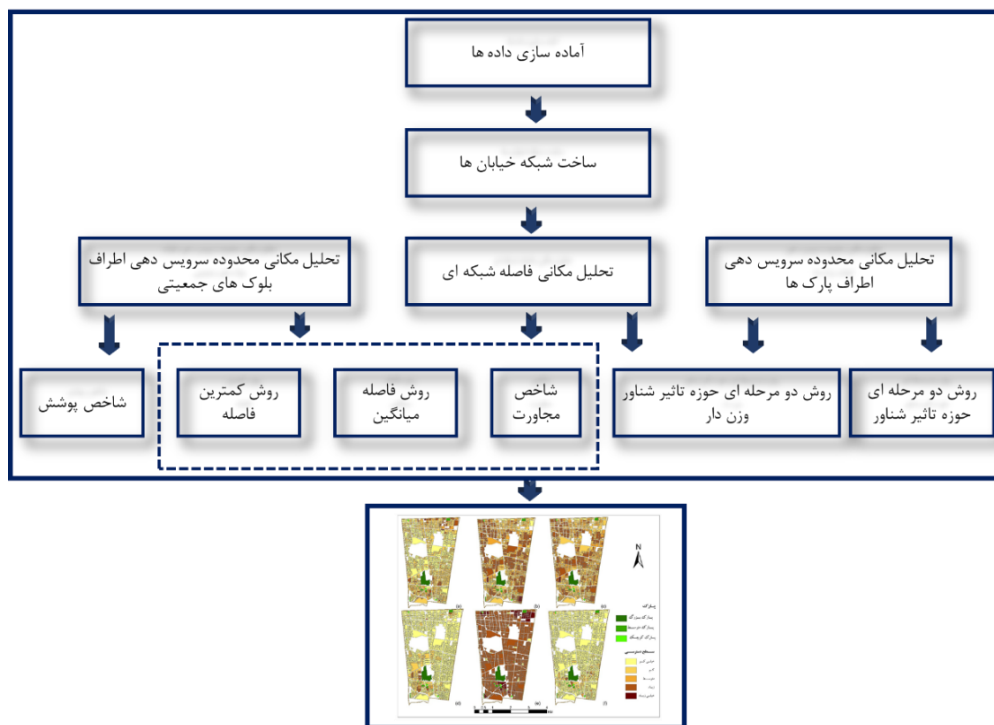 آماده سازی داده ها
ساخت شبکه خیابان ها
تحلیل مکانی محدوده سرویس دهی
اطراف پارک ها
تحلیل مکانی فاصله شبکه ای
تحلیل مکانی محدوده سرویس دهی اطراف
بلوک های جمعیتی
روش دو مرحله ای
حوزه تاثیر شناور
روش دو مرحله ای حوزه تاثیر شناور
وزن دار
شاخص
مجاورت
روش فاصله
میانگین
روش کمترین
فاصله
شاخص پوشش
N